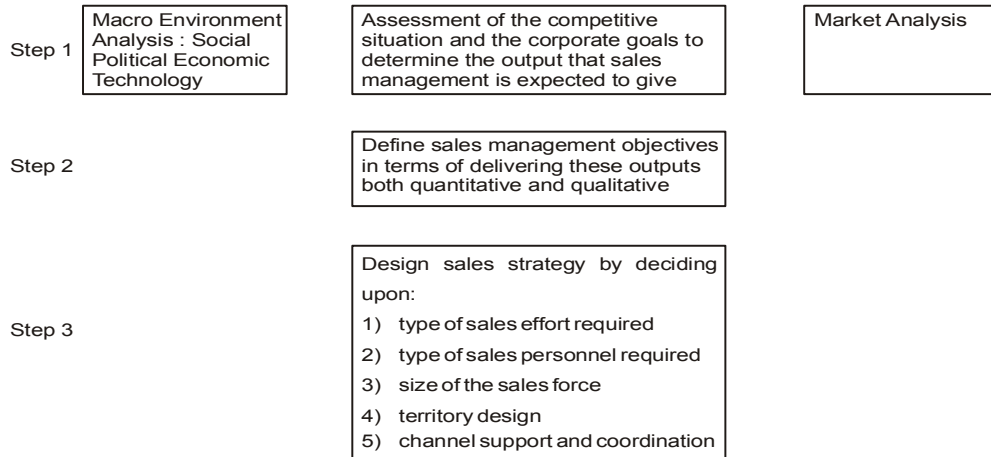 Step 1
Macro Environment
Analysis : Social
Political Economic
Technology
Assessment of the competitive
situation and the corporate goals to
determine the output that sales
management is expected to give
Market Analysis
Step 2
Define sales management objectives
in terms of delivering these outputs
both quantitative and qualitative
Step 3
Design sales strategy by deciding
upon:
1) type of sales effort required
2) type of sales personnel required
3) size of the sales force
4) territory design
5) channel support and coordination